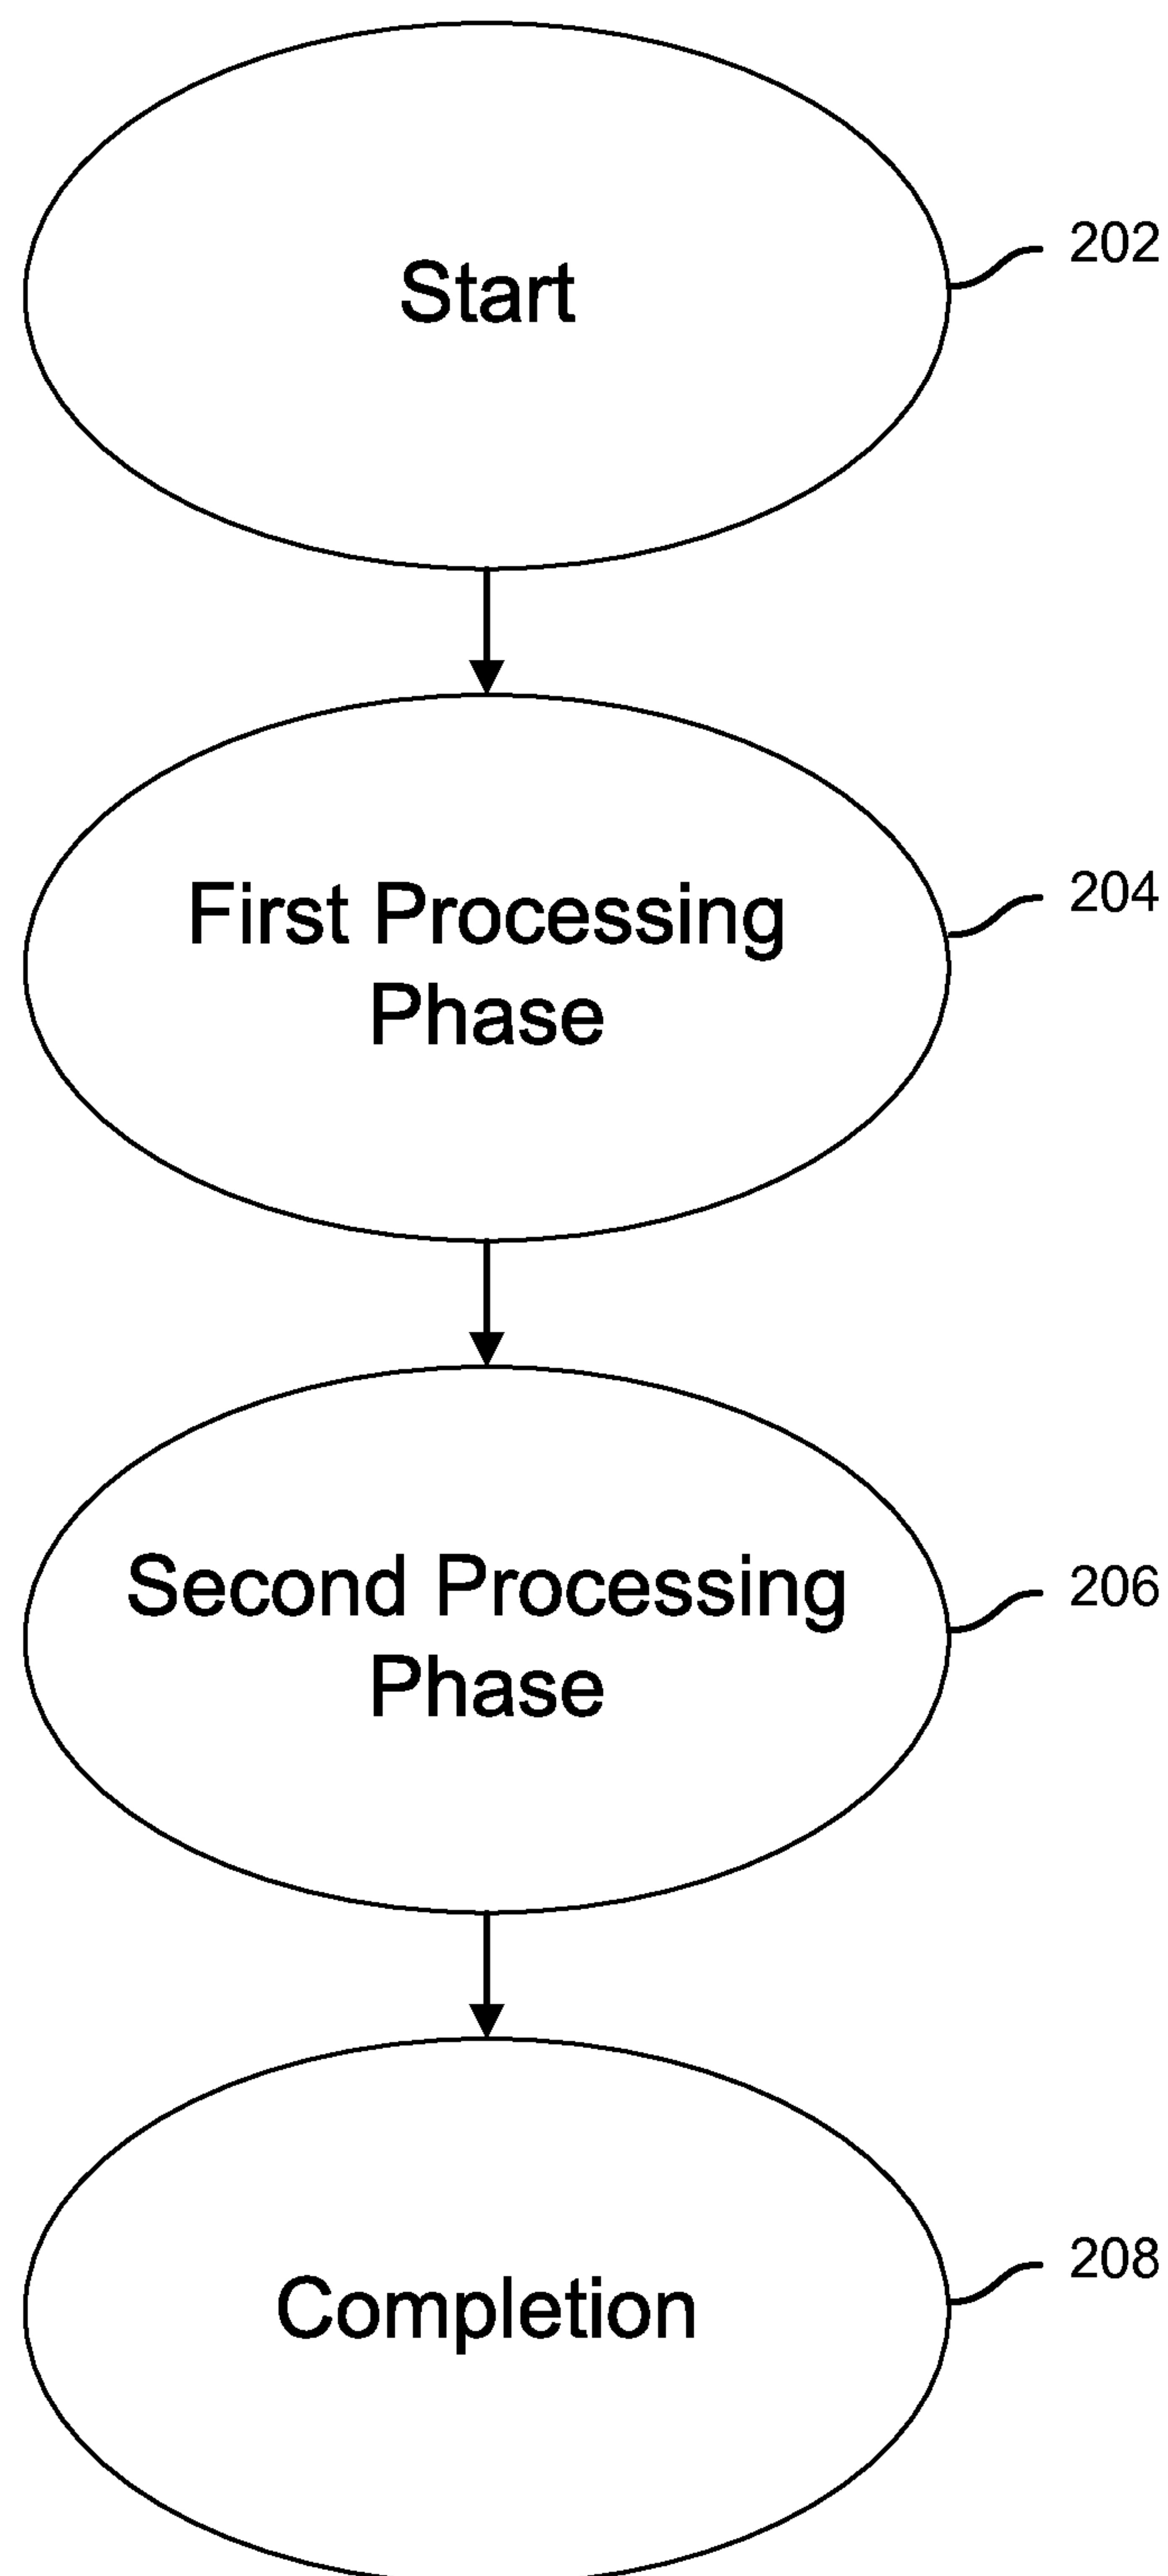 Start
202
First Processing
Phase
204
Second Processing
Phase
206
Completion
208